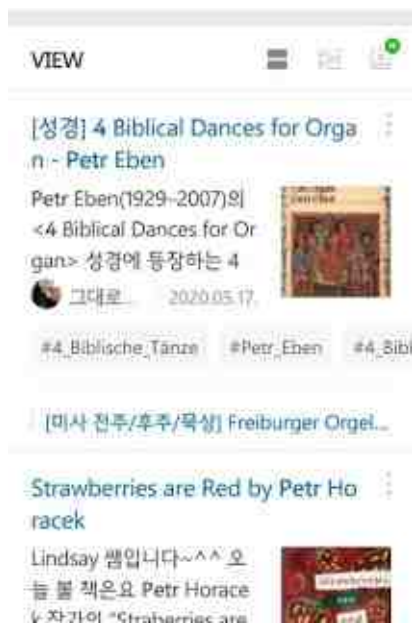 VIEW
[성경] 4 Biblical Dances for Orga
n - Petr Eben
Petr Eben(1929-2007)의
<4 Biblical Dances for Or
gan> 성경에 등장하는 4
그대로... 2020.05.17.
#4_Biblische_Tänze #Petr_Eben #4_Bibl
[미사 전주/후주/묵상] Freiburger Orgel...
Strawberries are Red by Petr Ho
racek
Lindsay 쌤입니다~^^ 오
늘 볼 책은요 Petr Horace
k 작가의 "Straberries are